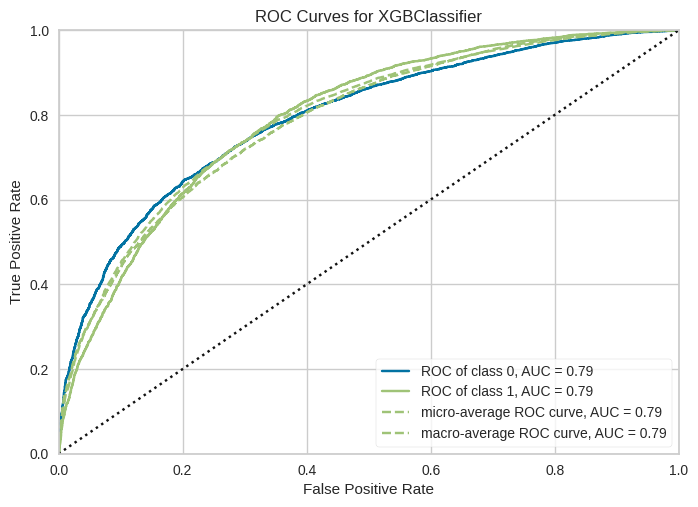 ROC Curves for XGBClassifier
1.0
0.8
0.6
0.4
0.2
0.0
True Positive Rate
ROC of class 0, AUC = 0.79
ROC of class 1, AUC = 0.79
micro-average ROC curve, AUC = 0.79
macro-average ROC curve, AUC = 0.79
0.0 0.2 0.4 0.6 0.8 1.0
False Positive Rate